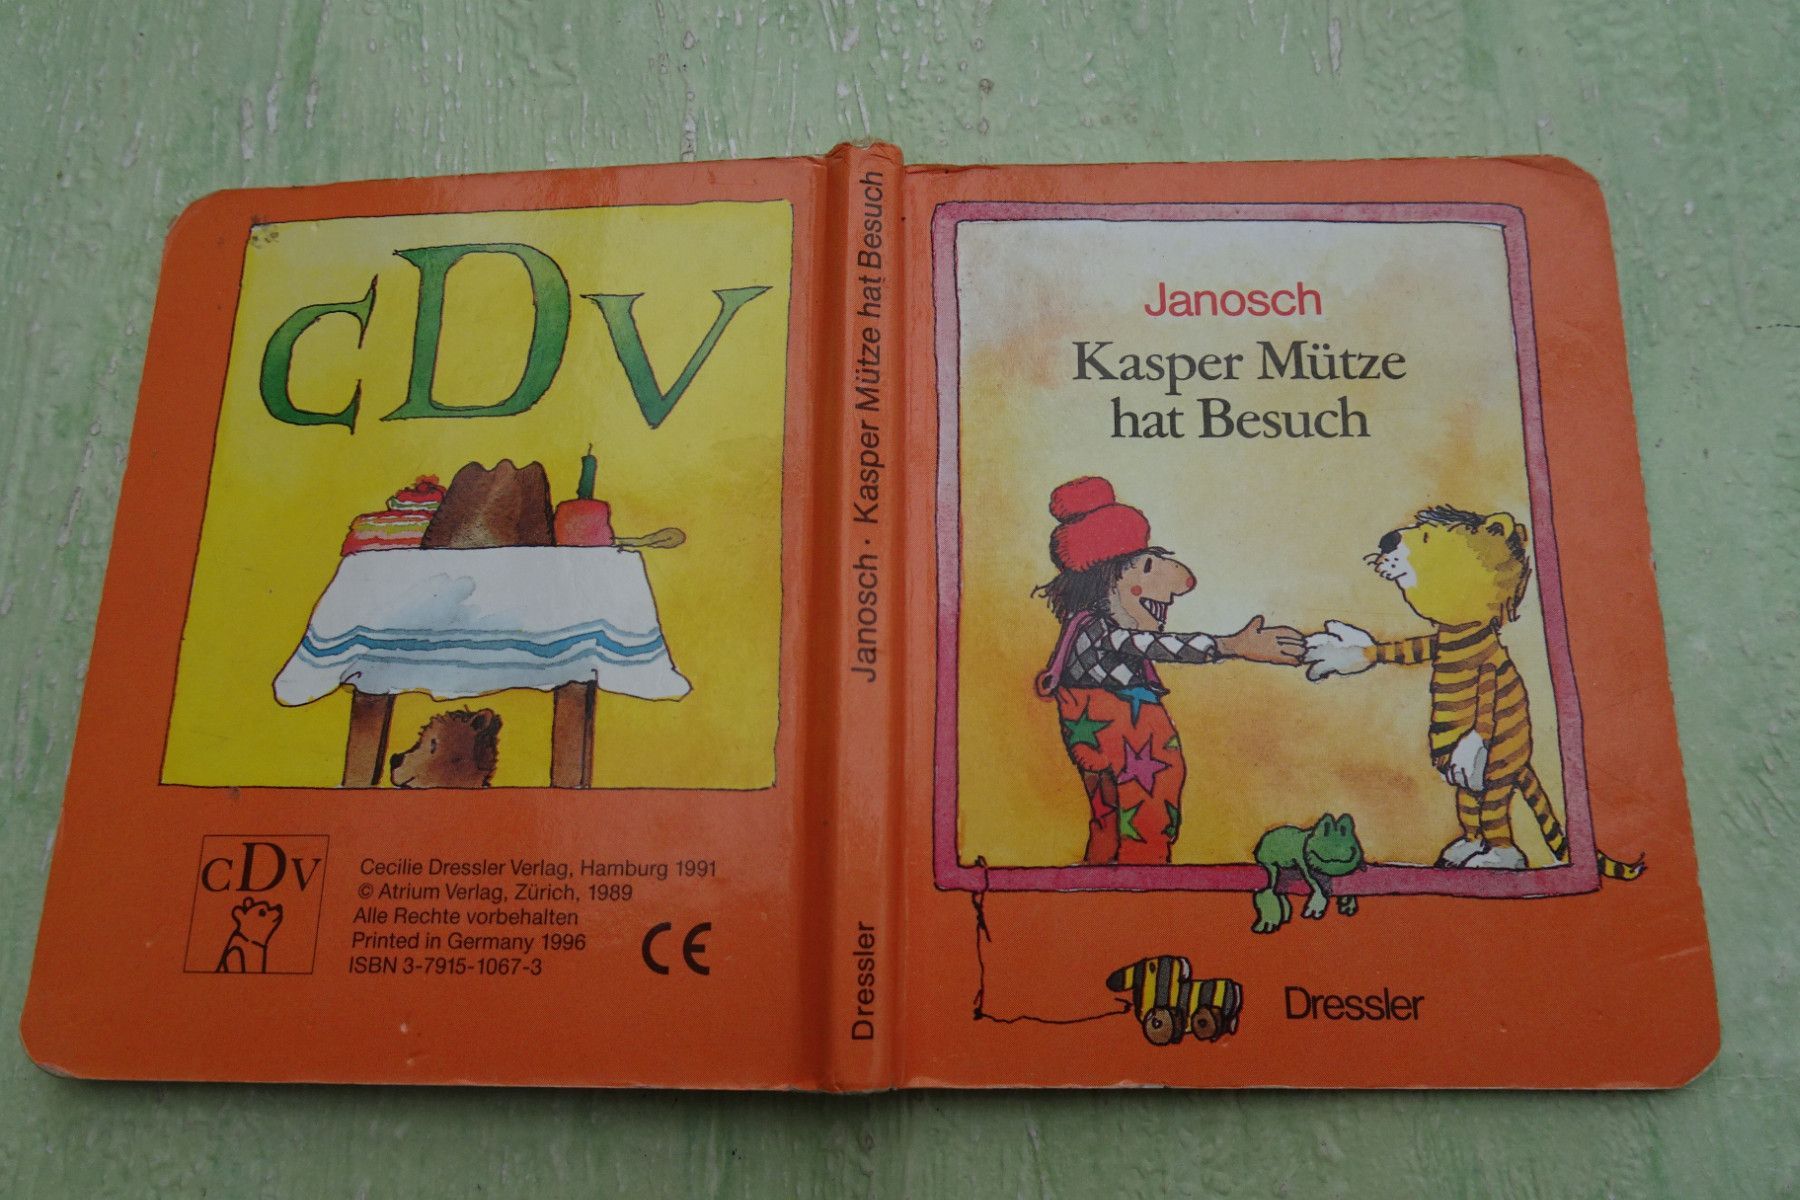 cDv
cDv
Cecilie Dressler Verlag, Hamburg 1991
© Atrium Verlag, Zürich, 1989
Alle Rechte vorbehalten
Printed in Germany 1996
ISBN 3-7915-1067-3
CE
Janosch · Kasper Mütze hat Besuch
Dressler
Janosch
Kasper Mütze
hat Besuch
Dressler